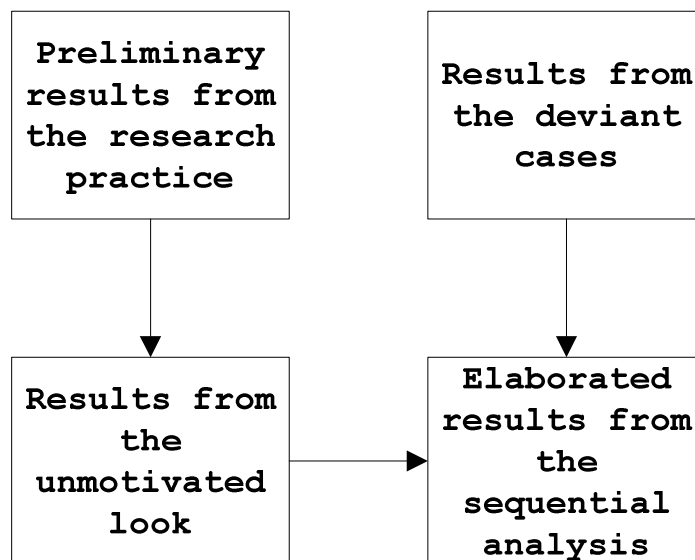 Preliminary
results from
the research
practice
Results from
the deviant
cases
Results from
the
unmotivated
look
Elaborated
results from
the
sequential
analysis